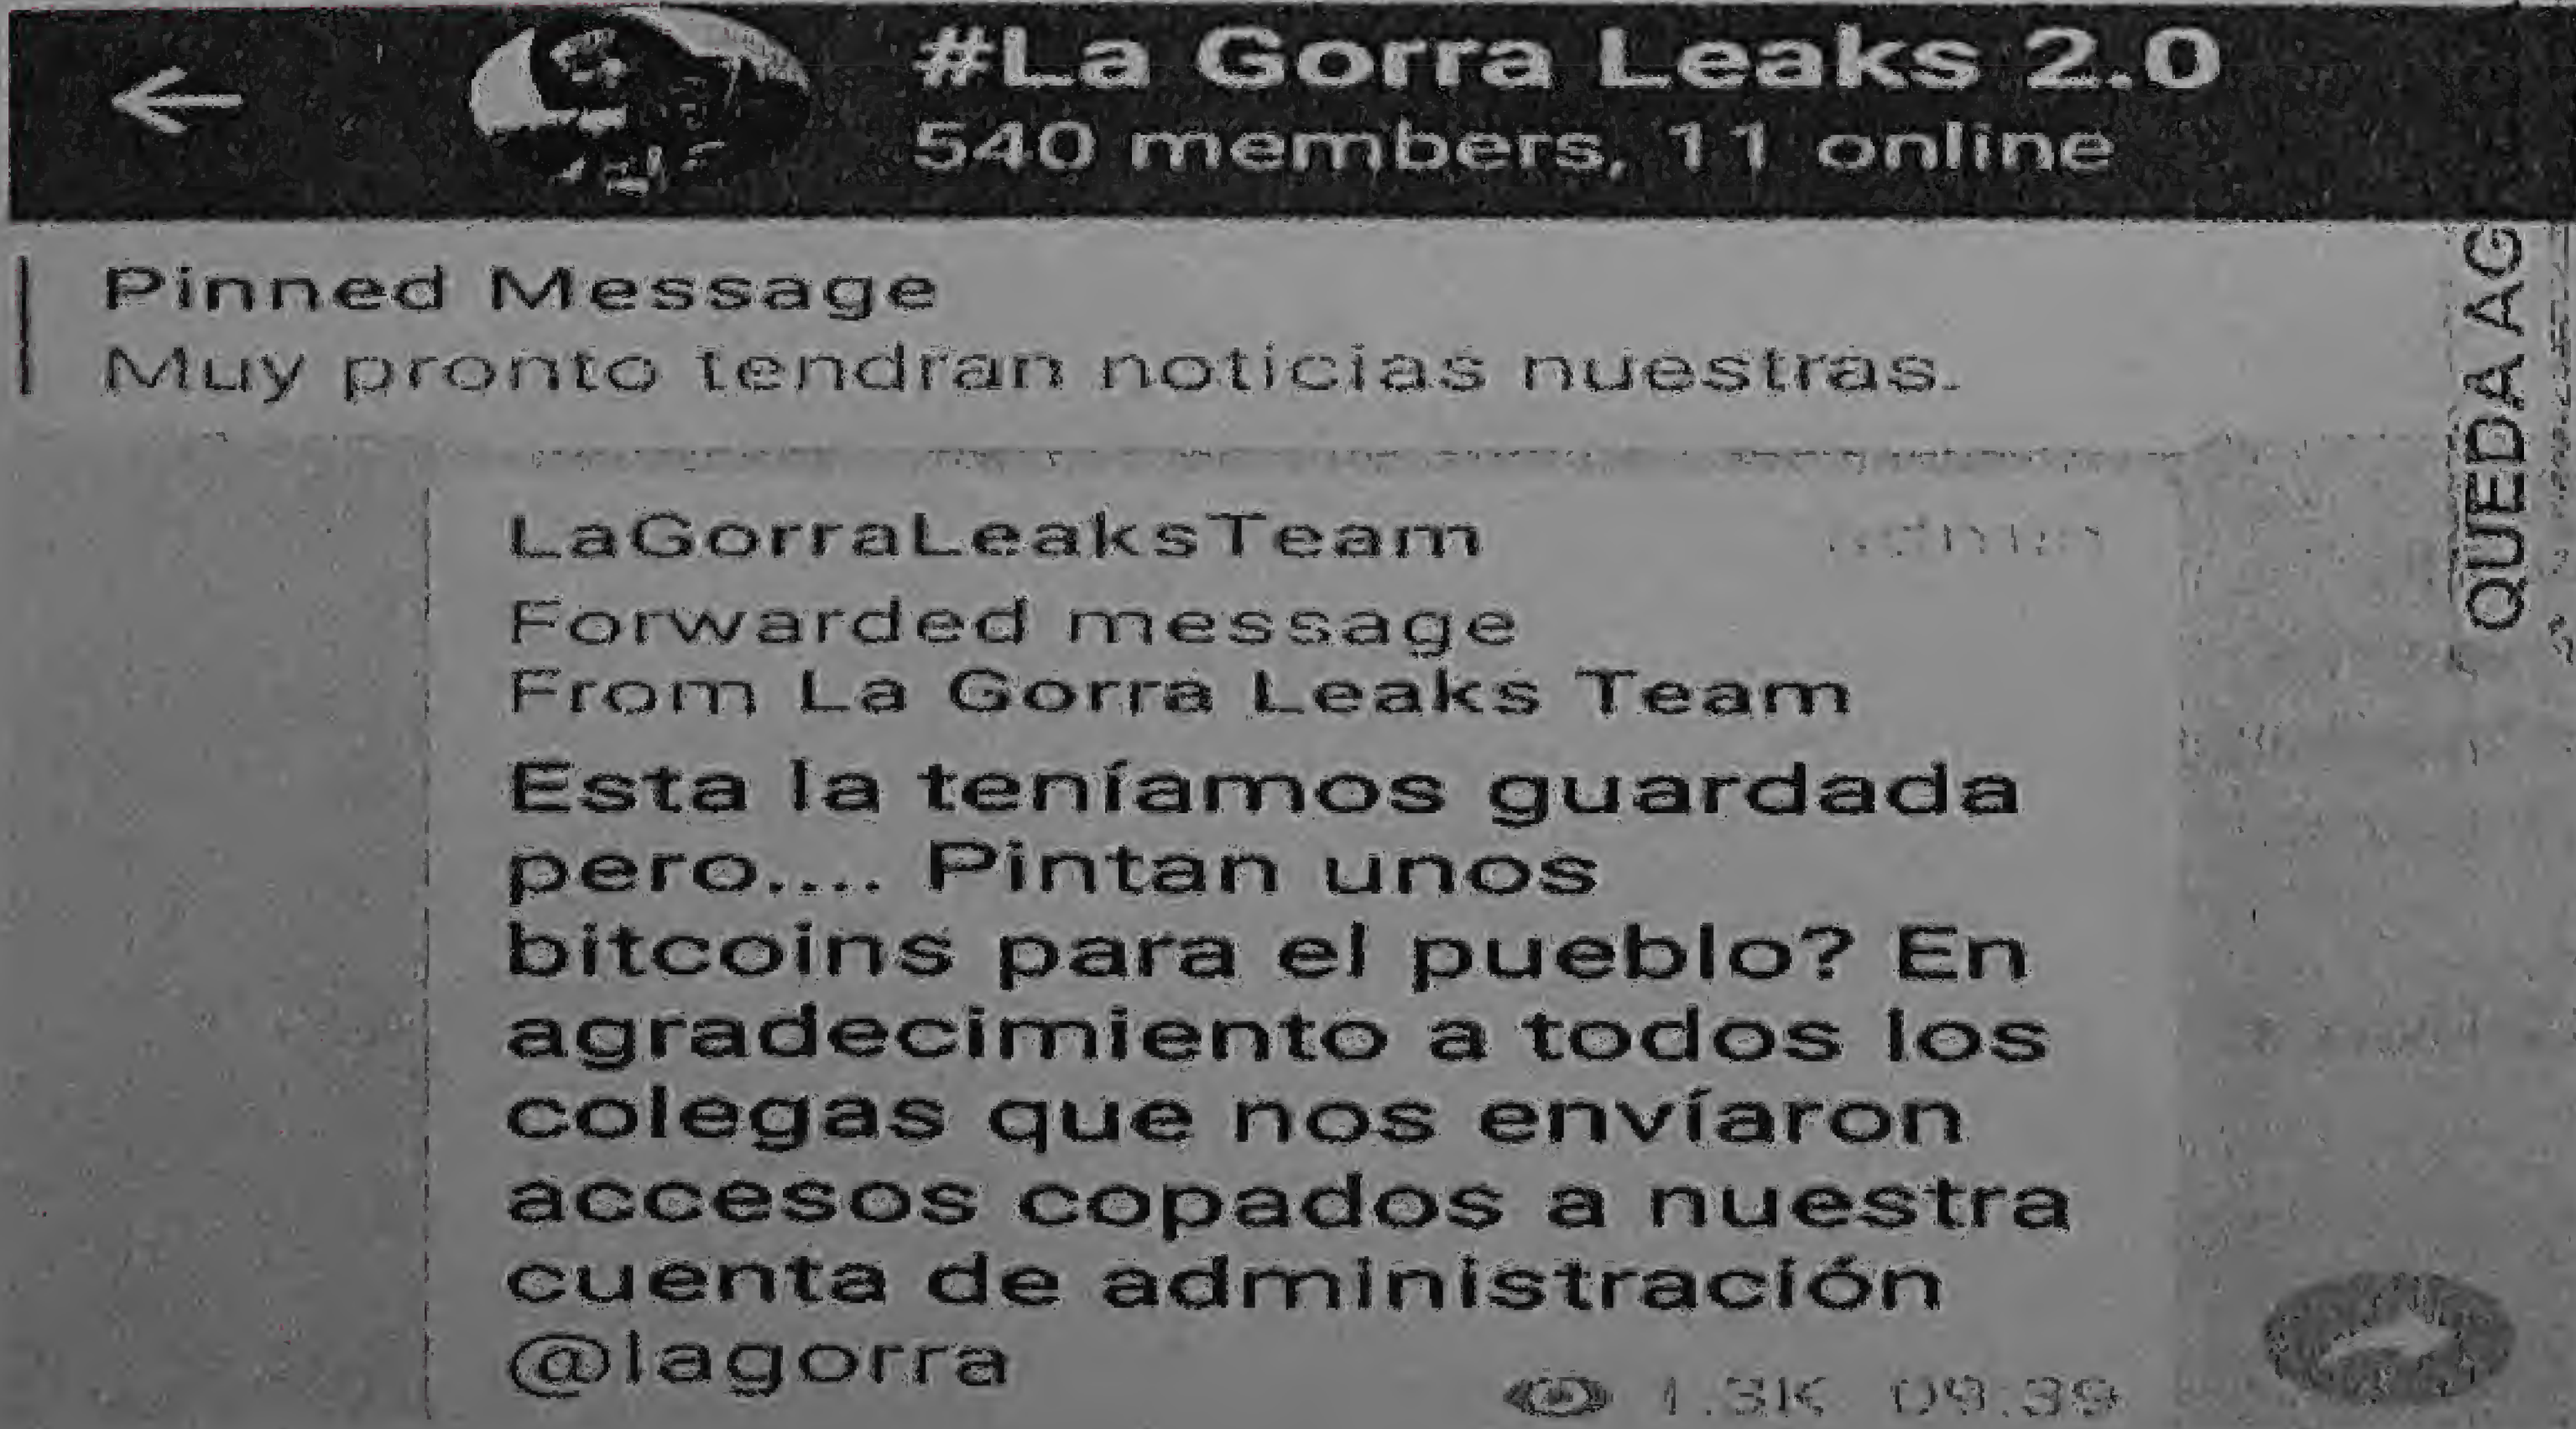 #La Gorra Leaks 2.0
540 members, 11 online
Pinned Message
Muy pronto tendran noticias nuestras.
LaGorraLeaksTeam
Forwarded message
From La Gorra Leaks Team
Esta la teníamos guardada
pero.... Pintan unos
bitcoins para el pueblo? En
agradecimiento a todos los
colegas que nos envíaron
accesos copados a nuestra
cuenta de administración
@lagorra
1.3K 09:39
QUEDA AG